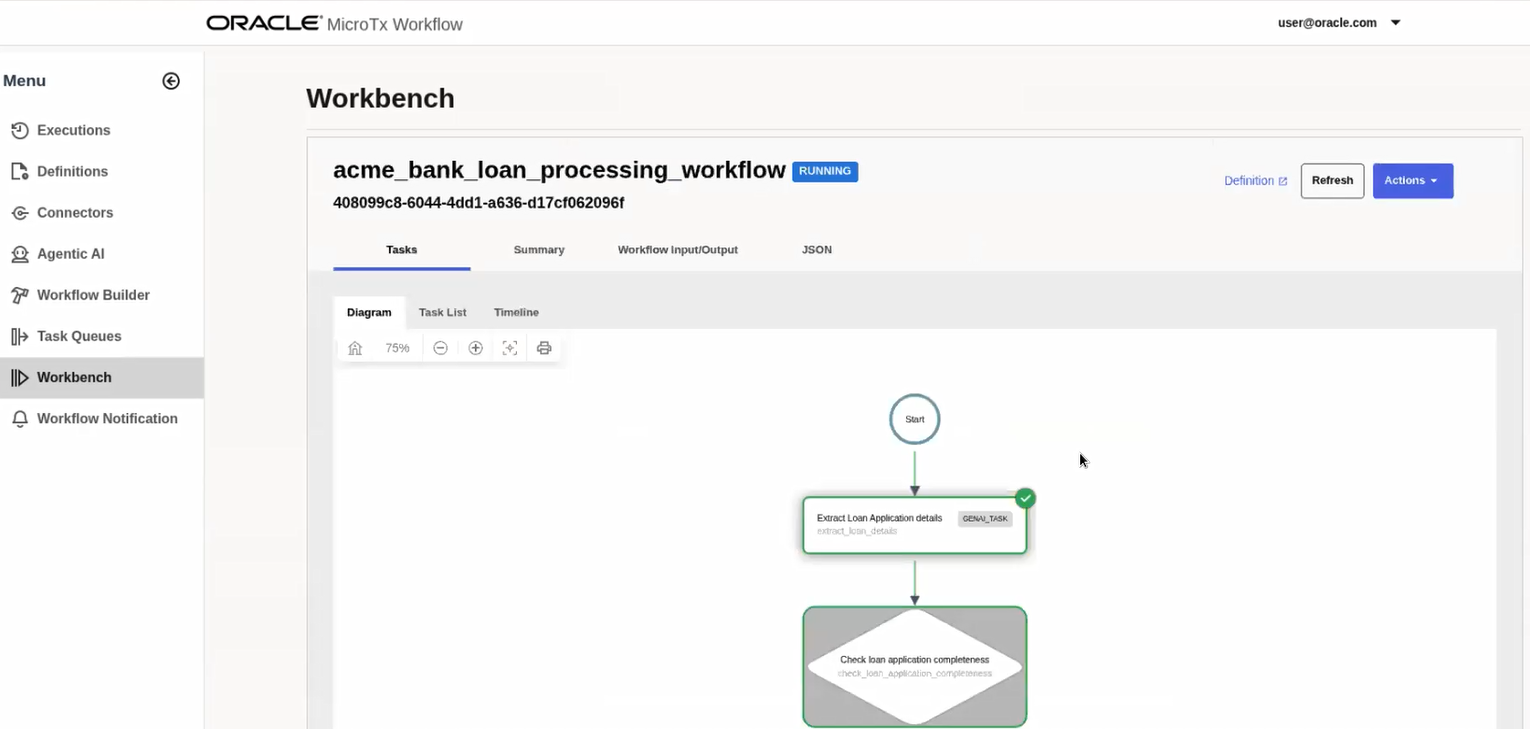 ORACLE MicroTx Workflow
user@oracle.com
Menu
Executions
Definitions
Connectors
Agentic AI
Workflow Builder
Task Queues
Workbench
Workflow Notification
Workbench
acme_bank_loan_processing_workflow RUNNING
408099c8-6044-4dd1-a636-d17cf062096f
Definition Refresh Actions
Tasks Summary Workflow Input/Output JSON
Diagram Task List Timeline
75%
Start
Extract Loan Application details GENAI_TASK
extract_loan_details
Check loan application completeness
check_loan_application_completeness